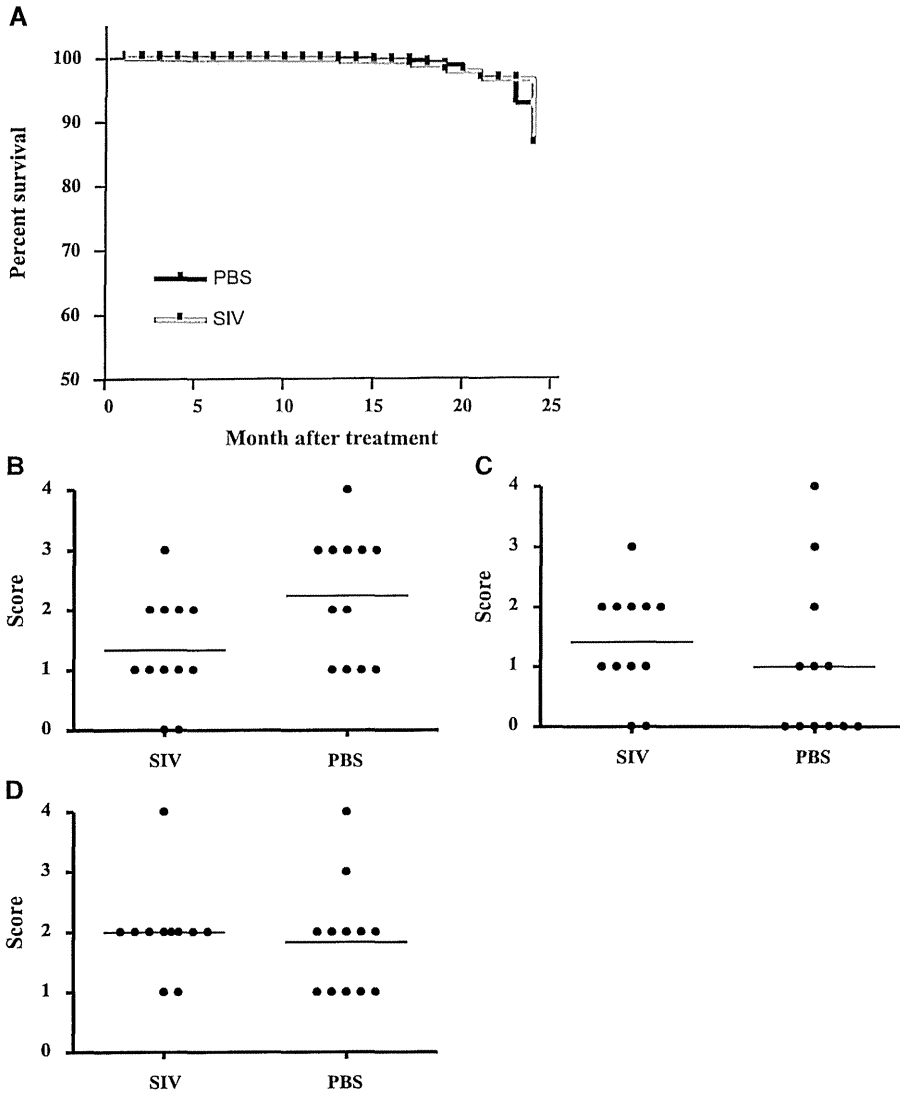 A
100
90
80
70
60
50
Percent survival
PBS
SIV
0 5 10 15 20 25
Month after treatment
B
4
3
2
1
0
Score
SIV PBS
C
4
3
2
1
0
Score
SIV PBS
D
4
3
2
1
0
Score
SIV PBS